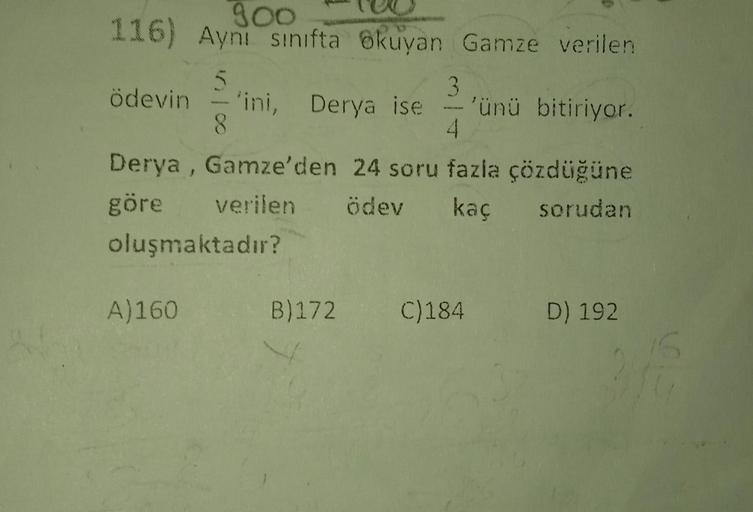 900 -100
116) Aynı sınıfta okuyan Gamze verilen
ödevin 5/8 'ini, Derya ise 3/4 'ünü bitiriyor.
Derya , Gamze'den 24 soru fazla çözdüğüne
göre verilen ödev kaç sorudan
oluşmaktadır?
A)160 B)172 C)184 D) 192